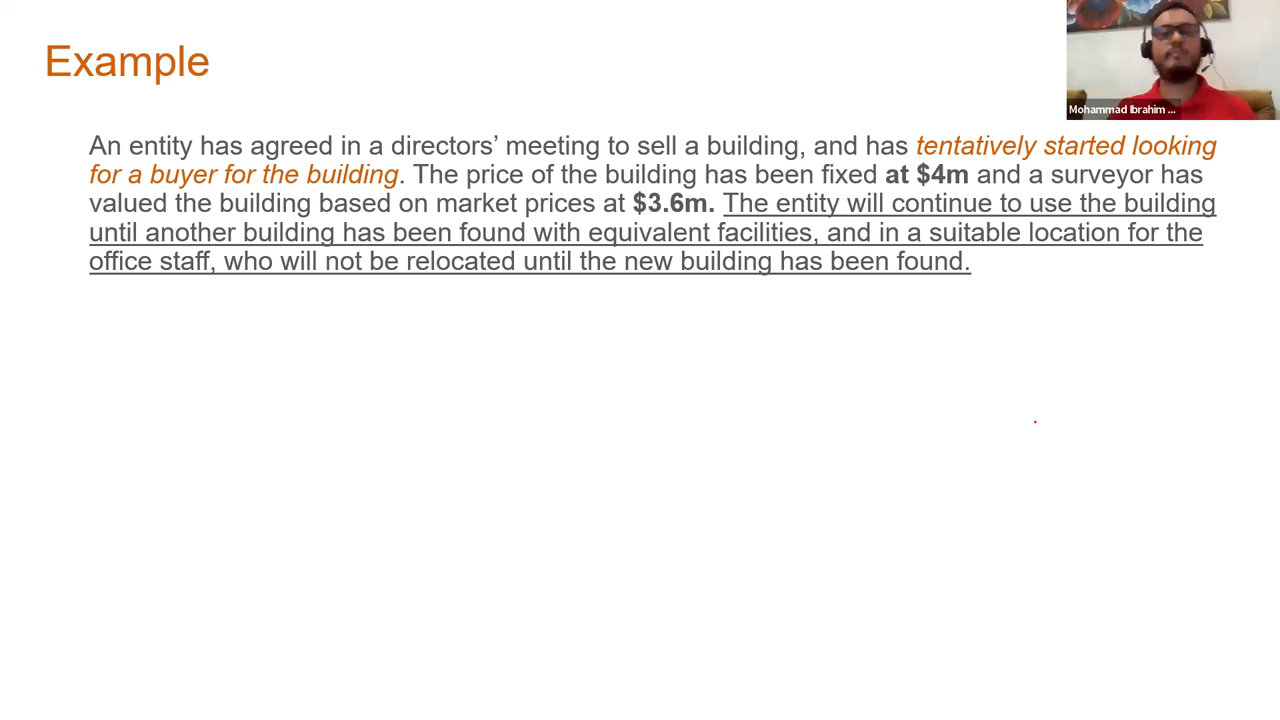 Example
Mohammad Ibrahim ...
An entity has agreed in a directors’ meeting to sell a building, and has tentatively started looking
for a buyer for the building. The price of the building has been fixed at $4m and a surveyor has
valued the building based on market prices at $3.6m. The entity will continue to use the building
until another building has been found with equivalent facilities, and in a suitable location for the
office staff, who will not be relocated until the new building has been found.